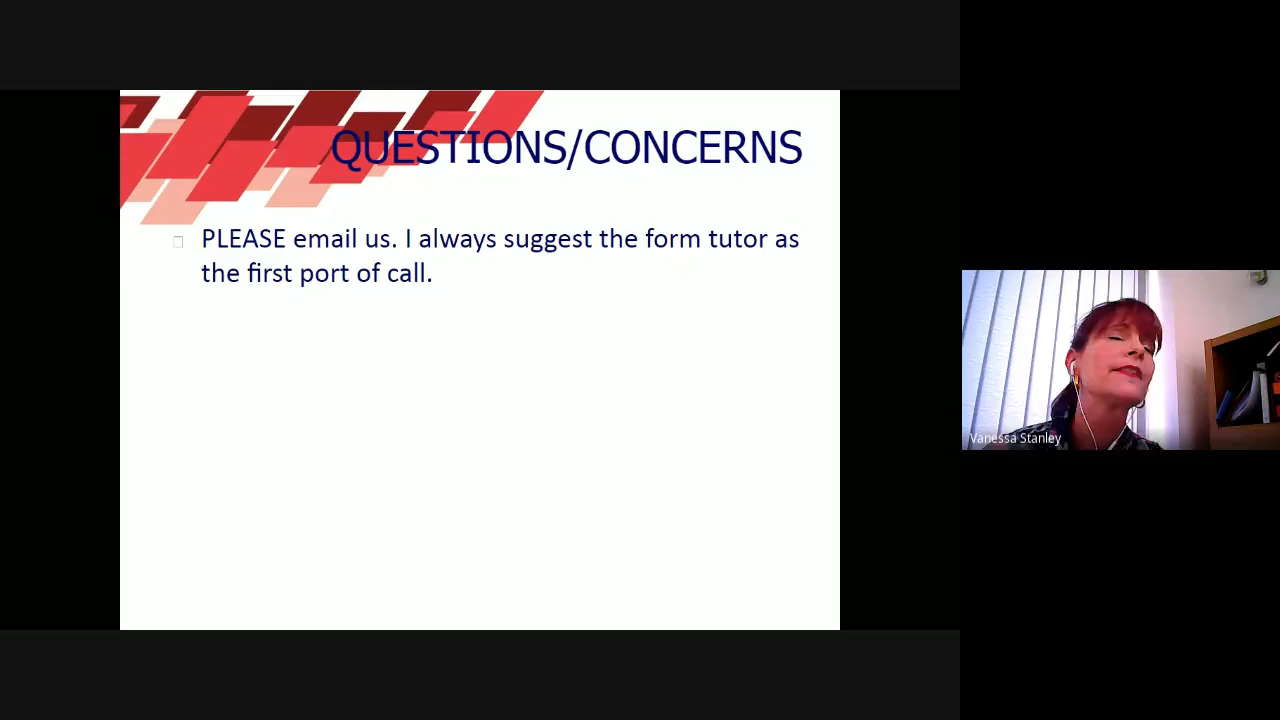 QUESTIONS/CONCERNS
PLEASE email us. I always suggest the form tutor as
the first port of call.
Vanessa Stanley